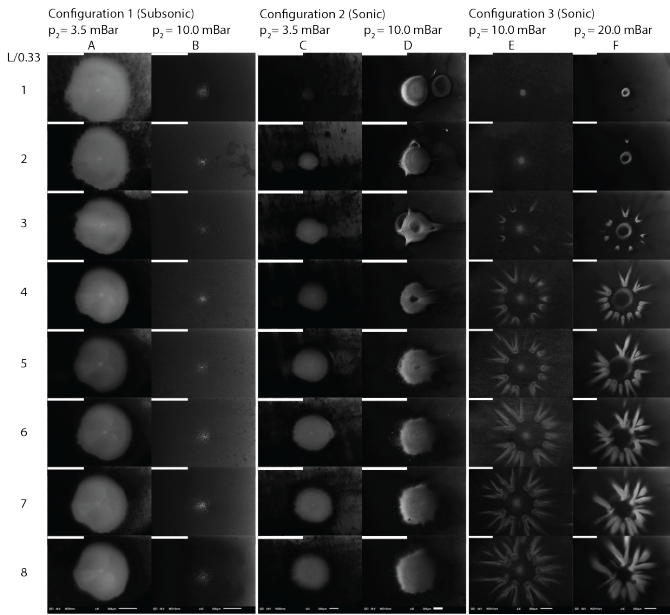 Configuration 1 (Subsonic) Configuration 2 (Sonic) Configuration 3 (Sonic)
p2= 3.5 mBar p2= 10.0 mBar p2= 3.5 mBar p2= 10.0 mBar p2= 10.0 mBar p2= 20.0 mBar
A B C D E F
L/0.33
1
2
3
4
5
6
7
8